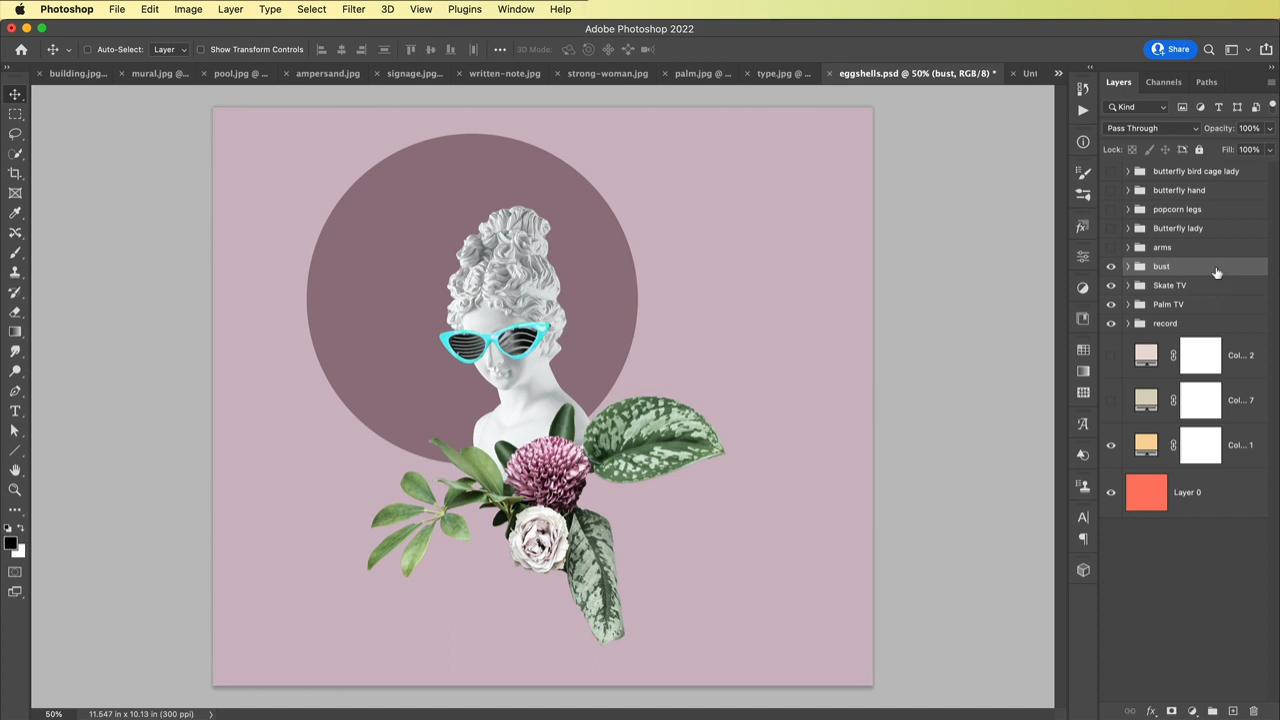 Photoshop File Edit Image Layer Type Select Filter 3D View Plugins Window Help
Adobe Photoshop 2022
Auto-Select: Layer Show Transform Controls 3D Mode: Share
building.jpg... mural.jpg @... pool.jpg @ ... ampersand.jpg signage.jpg... written-note.jpg strong-woman.jpg palm.jpg @ ... type.jpg @ ... eggshells.psd @ 50% (bust, RGB/8) * Unt
Layers Channels Paths
Kind
Pass Through Opacity: 100%
Lock: Fill: 100%
butterfly bird cage lady
butterfly hand
popcorn legs
Butterfly lady
arms
bust
Skate TV
Palm TV
record
Col... 2
Col... 7
Col... 1
Layer 0
50% 11.547 in x 10.13 in (300 ppi)